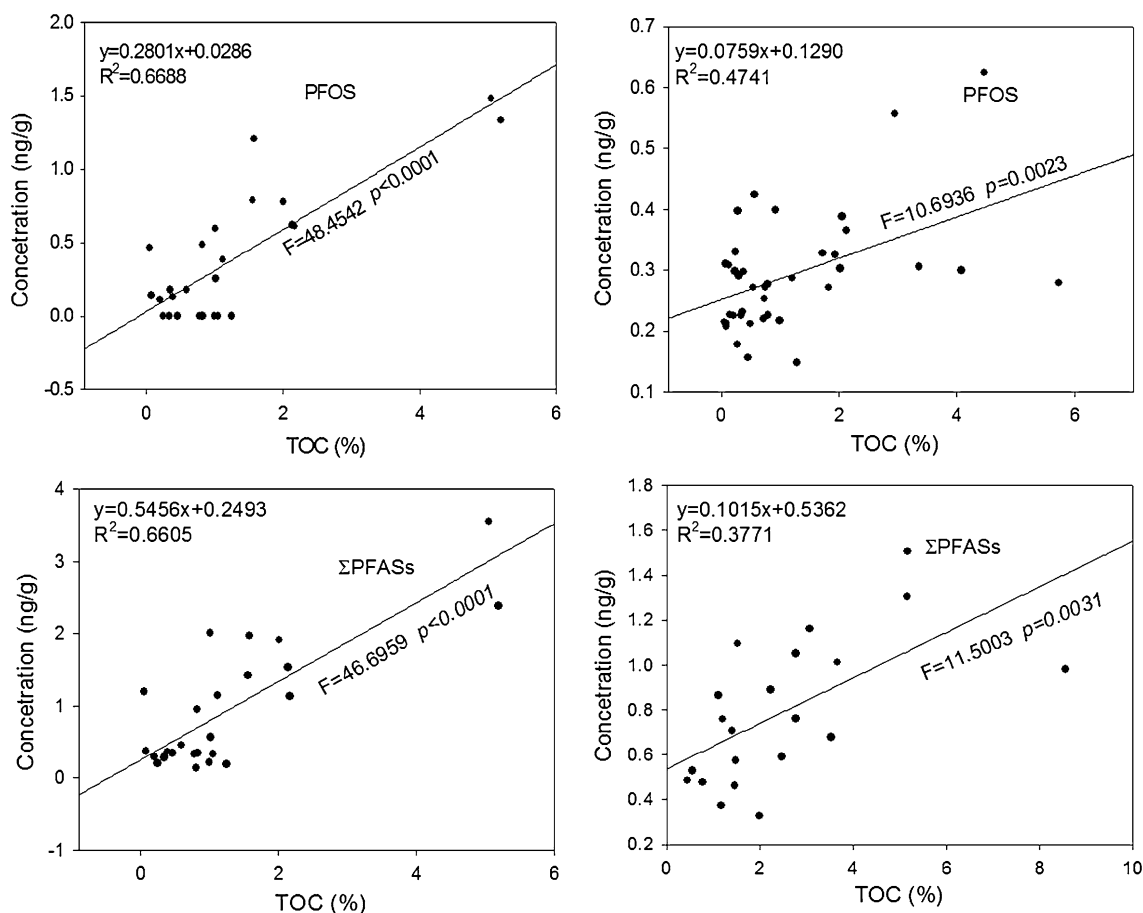 y=0.2801x+0.0286
R²=0.6688
PFOS
F=48.4542 p<0.0001
Concetration (ng/g)
2.0
1.5
1.0
0.5
0.0
-0.5
0 2 4 6
TOC (%)
y=0.0759x+0.1290
R²=0.4741
PFOS
F=10.6936 p=0.0023
Concetration (ng/g)
0.7
0.6
0.5
0.4
0.3
0.2
0.1
0 2 4 6
TOC (%)
y=0.5456x+0.2493
R²=0.6605
ΣPFASs
F=46.6959 p<0.0001
Concetration (ng/g)
4
3
2
1
0
-1
0 2 4 6
TOC (%)
y=0.1015x+0.5362
R²=0.3771
ΣPFASs
F=11.5003 p=0.0031
Concetration (ng/g)
1.8
1.6
1.4
1.2
1.0
0.8
0.6
0.4
0.2
0 2 4 6 8 10
TOC (%)